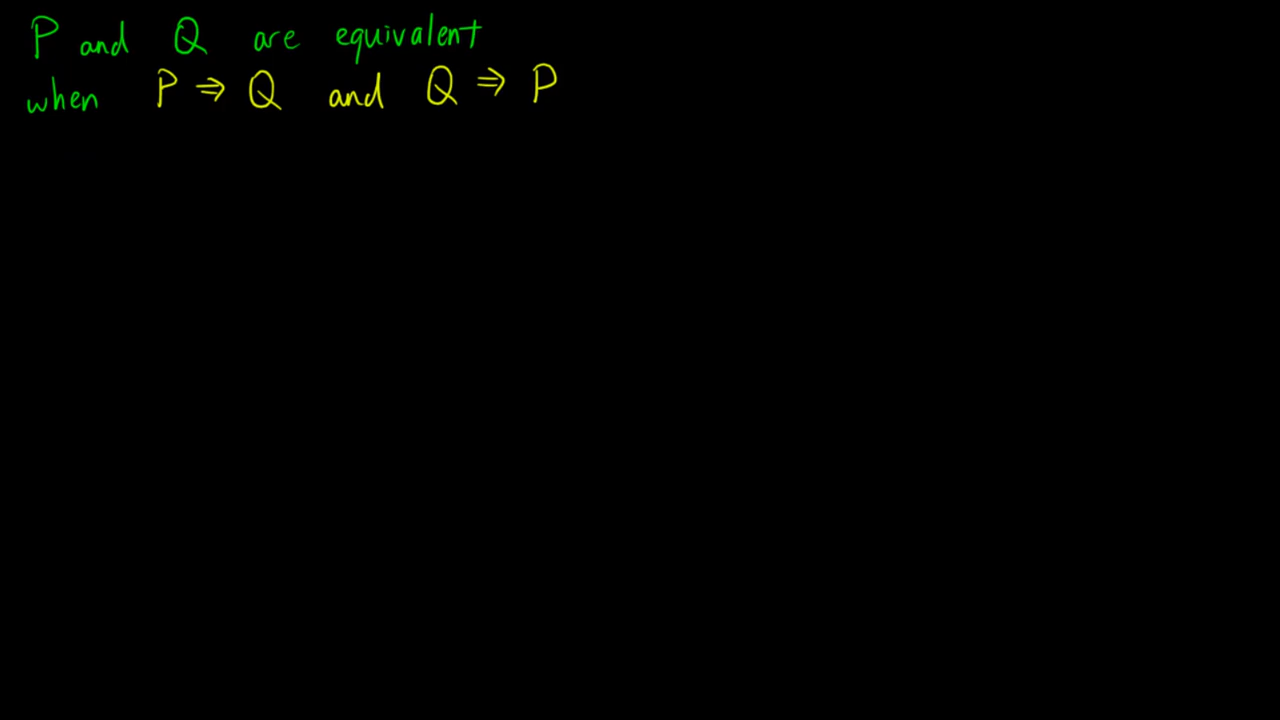 P and Q are equivalent
when P ⇒ Q and Q ⇒ P